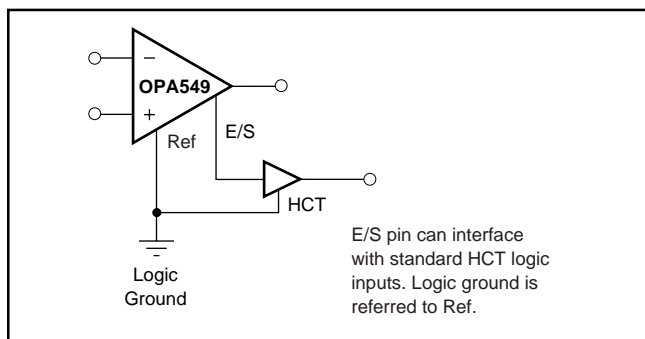 −
OPA549
+
Ref
E/S
HCT
Logic
Ground
E/S pin can interface
with standard HCT logic
inputs. Logic ground is
referred to Ref.